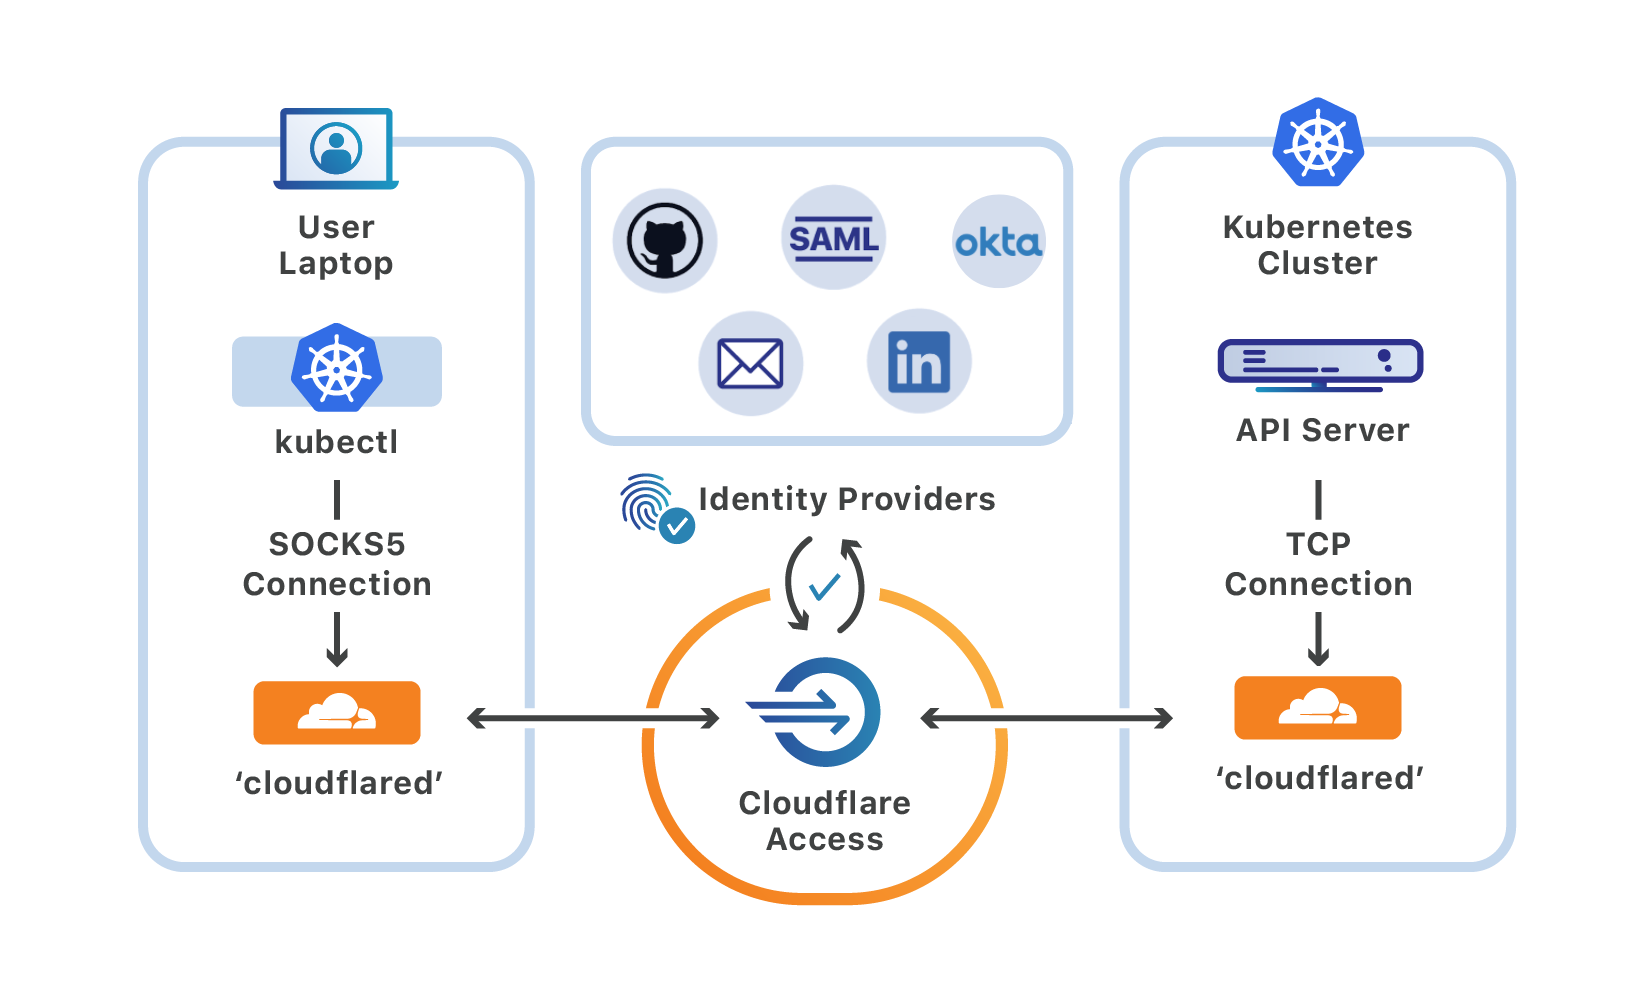 User
Laptop
kubectl
SOCKS5
Connection
‘cloudflared’
SAML
okta
in
Identity Providers
Cloudflare
Access
Kubernetes
Cluster
API Server
TCP
Connection
‘cloudflared’